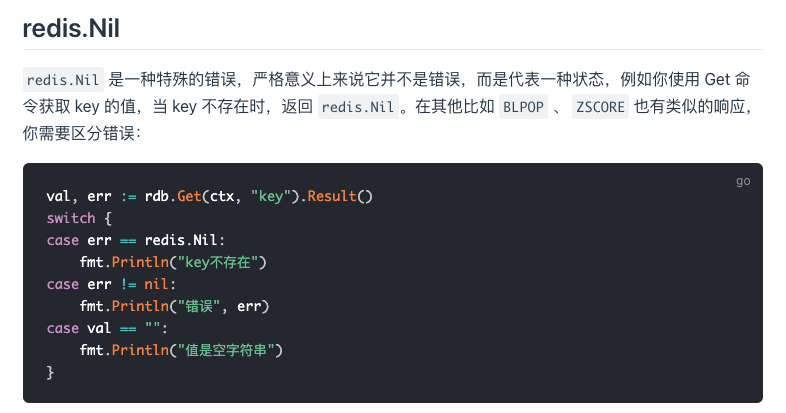 redis.Nil
redis.Nil 是一种特殊的错误，严格意义上来说它并不是错误，而是代表一种状态，例如你使用 Get 命
令获取 key 的值，当 key 不存在时，返回 redis.Nil 。在其他比如 BLPOP 、 ZSCORE 也有类似的响应，
你需要区分错误：
go
val, err := rdb.Get(ctx, "key").Result()
switch {
case err == redis.Nil:
    fmt.Println("key不存在")
case err != nil:
    fmt.Println("错误", err)
case val == "":
    fmt.Println("值是空字符串")
}